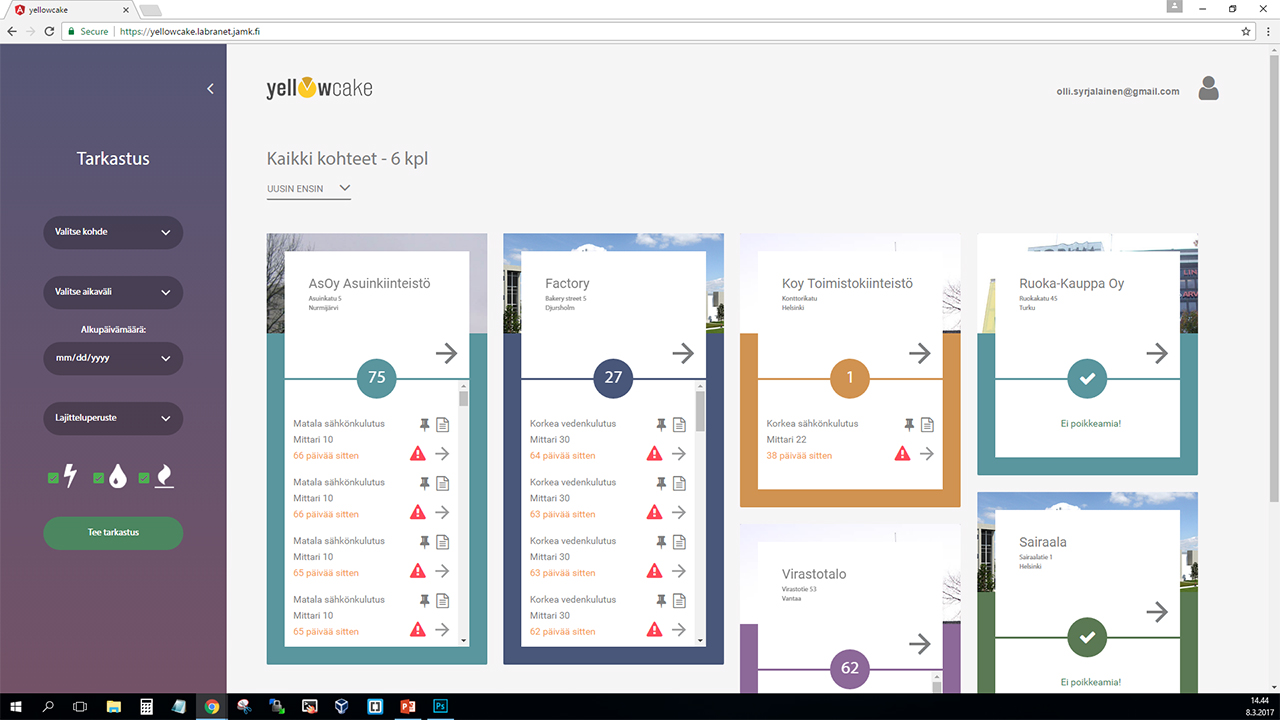 yellowcake
Secure
https://yellowcake.labranet.jamk.fi
Tarkastus
Valitse kohde
Valitse aikaväli
Alkupäivämäärä:
mm/dd/yyyy
Lajitteluperuste
Tee tarkastus
yellowcake
olli.syrjalainen@gmail.com
Kaikki kohteet - 6 kpl
UUSIN ENSIN
AsOy Asuinkiinteistö
Asuinkatu 5
Nurmijärvi
75
Matala sähkönkulutus
Mittari 10
66 päivää sitten
Matala sähkönkulutus
Mittari 10
66 päivää sitten
Matala sähkönkulutus
Mittari 10
65 päivää sitten
Matala sähkönkulutus
Mittari 10
65 päivää sitten
Factory
Bakery street 5
Djursholm
27
Korkea vedenkulutus
Mittari 30
64 päivää sitten
Korkea vedenkulutus
Mittari 30
63 päivää sitten
Korkea vedenkulutus
Mittari 30
63 päivää sitten
Korkea vedenkulutus
Mittari 30
62 päivää sitten
Koy Toimistokiinteistö
Konttorikatu
Helsinki
1
Korkea sähkönkulutus
Mittari 22
38 päivää sitten
Virastotalo
Virastotie 53
Vantaa
62
Ruoka-Kauppa Oy
Ruokakatu 45
Turku
Ei poikkeamia!
Sairaala
Sairaalatie 1
Helsinki
Ei poikkeamia!
14.44
8.3.2017